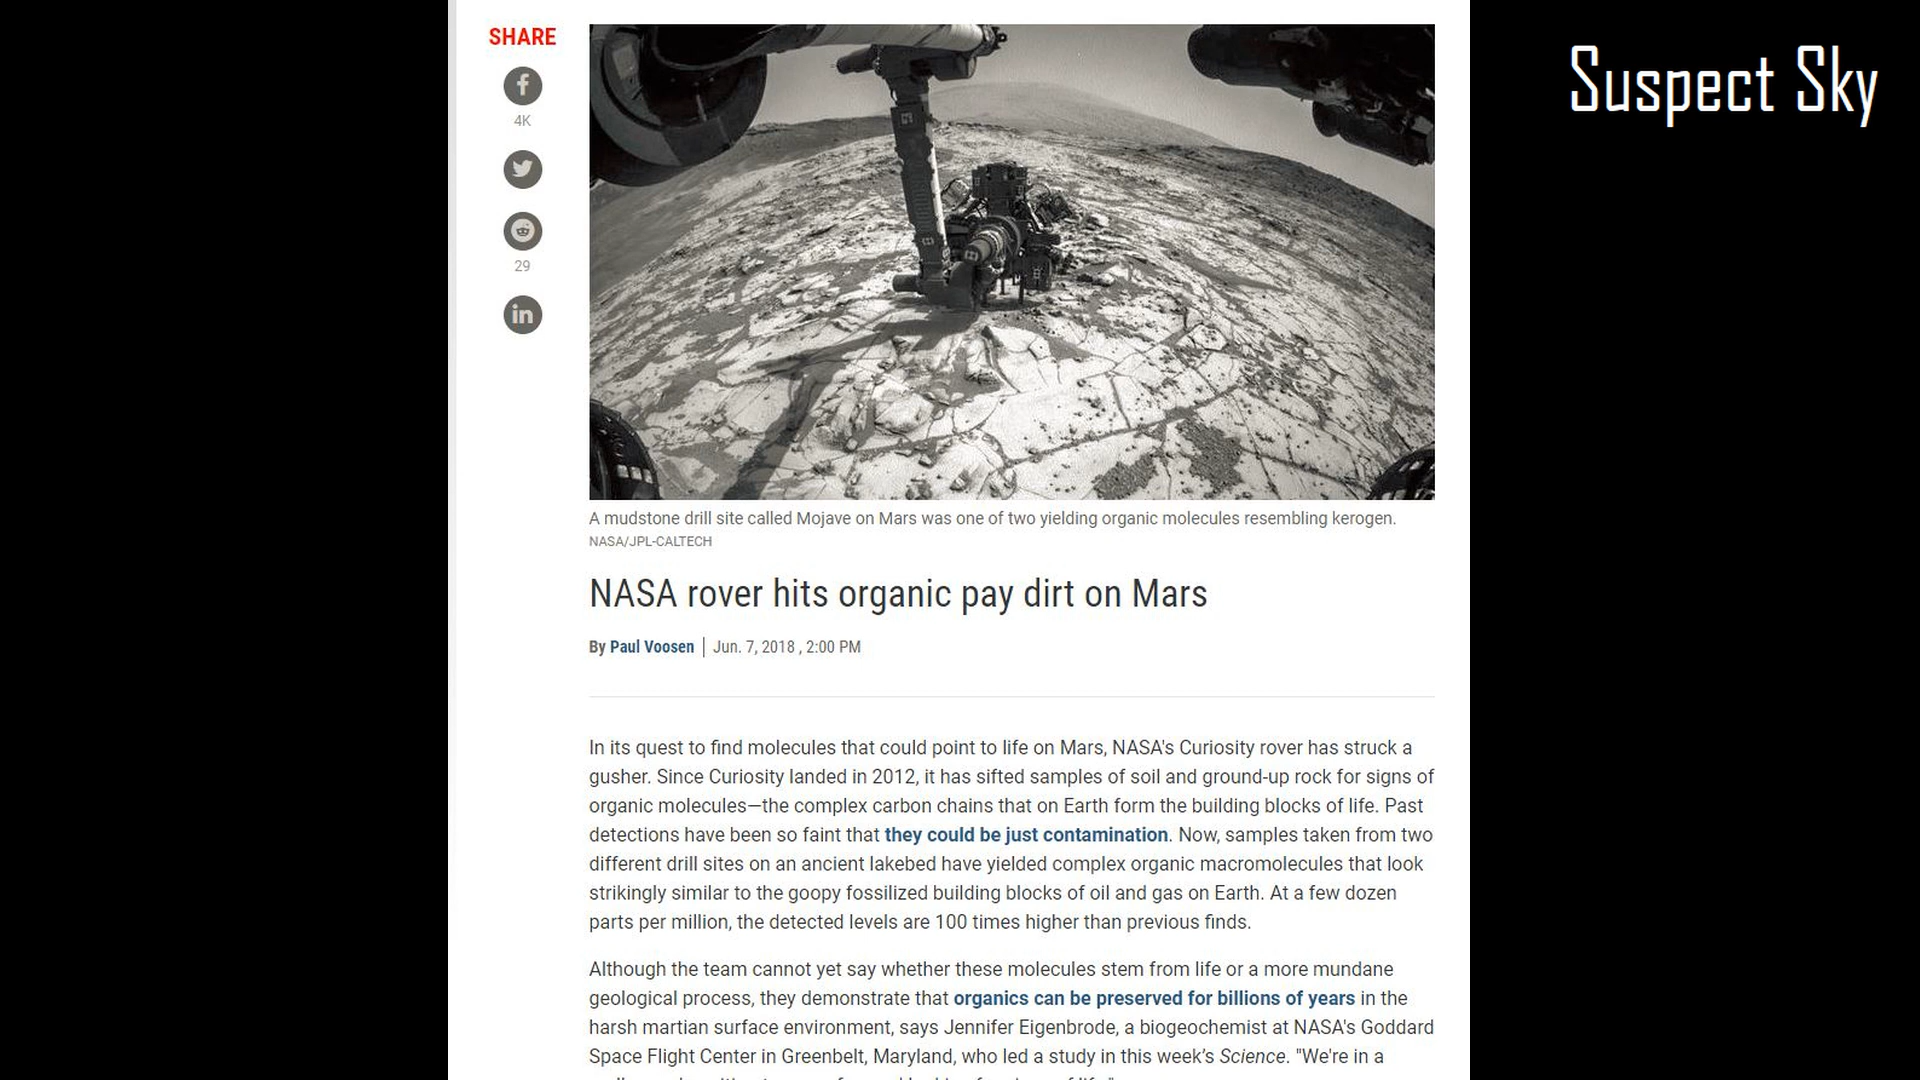 SHARE
4K
29
Suspect Sky
A mudstone drill site called Mojave on Mars was one of two yielding organic molecules resembling kerogen.
NASA/JPL-CALTECH
NASA rover hits organic pay dirt on Mars
By Paul Voosen | Jun. 7, 2018 , 2:00 PM
In its quest to find molecules that could point to life on Mars, NASA's Curiosity rover has struck a
gusher. Since Curiosity landed in 2012, it has sifted samples of soil and ground-up rock for signs of
organic molecules—the complex carbon chains that on Earth form the building blocks of life. Past
detections have been so faint that they could be just contamination. Now, samples taken from two
different drill sites on an ancient lakebed have yielded complex organic macromolecules that look
strikingly similar to the goopy fossilized building blocks of oil and gas on Earth. At a few dozen
parts per million, the detected levels are 100 times higher than previous finds.
Although the team cannot yet say whether these molecules stem from life or a more mundane
geological process, they demonstrate that organics can be preserved for billions of years in the
harsh martian surface environment, says Jennifer Eigenbrode, a biogeochemist at NASA's Goddard
Space Flight Center in Greenbelt, Maryland, who led a study in this week's Science. "We're in a